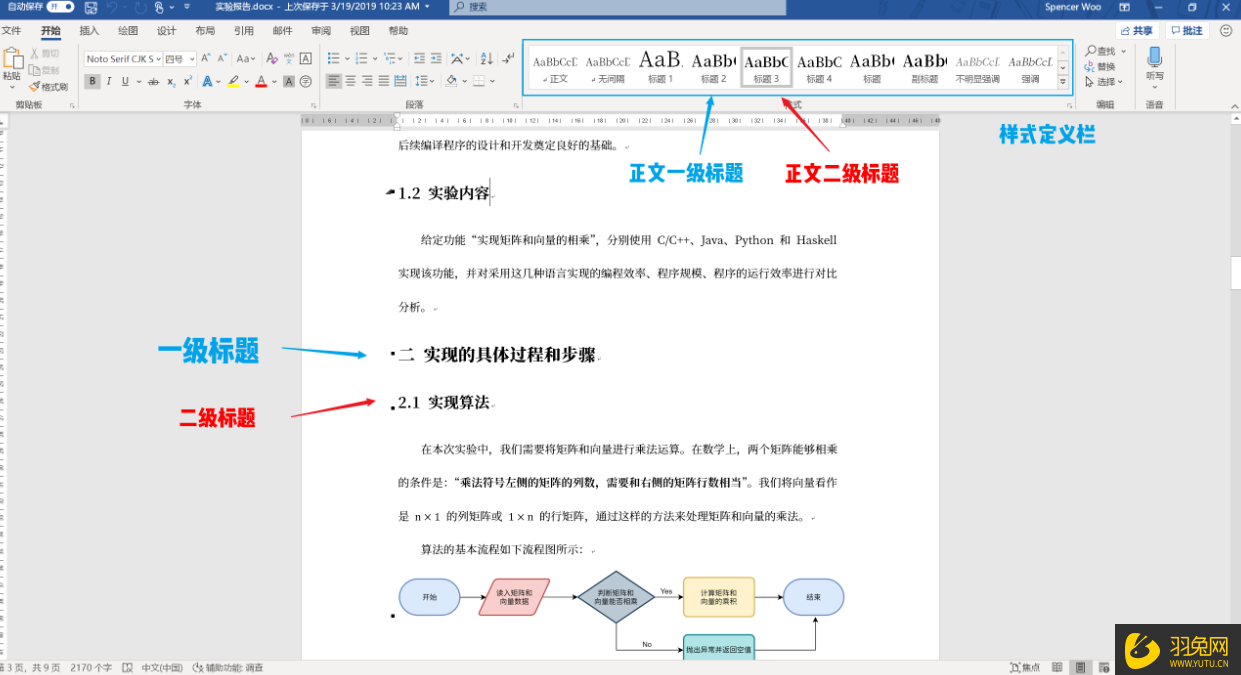 自动保存 开
实验报告.docx - 上次保存于 3/19/2019 10:23 AM
搜索
Spencer Woo
文件 开始 插入 绘图 设计 布局 引用 邮件 审阅 视图 帮助
共享 批注
粘贴
剪切
复制
格式刷
剪贴板
Noto Serif CJK S 四号
B I U ab x₂ x²
字体
段落
AaBbCcD AaBbCcD AaB AaBb AaBbC AaBbC AaBb AaBb AaBbCcL AaBbCcL
正文 无间隔 标题 1 标题 2 标题 3 标题 4 标题 副标题 不明显强调 强调
样式
查找
替换
选择
编辑
听写
语音
样式定义栏
正文一级标题 正文二级标题
后续编译程序的设计和开发奠定良好的基础。
1.2 实验内容
给定功能“实现矩阵和向量的相乘”，分别使用 C/C++、Java、Python 和 Haskell
实现该功能，并对采用这几种语言实现的编程效率、程序规模、程序的运行效率进行对比
分析。
一级标题
二 实现的具体过程和步骤
二级标题
2.1 实现算法
在本次实验中，我们需要将矩阵和向量进行乘法运算。在数学上，两个矩阵能够相乘
的条件是：“乘法符号左侧的矩阵的列数，需要和右侧的矩阵行数相当”。我们将向量看作
是 n×1 的列矩阵或 1×n 的行矩阵，通过这样的方法来处理矩阵和向量的乘法。
算法的基本流程如下流程图所示：
开始
读入矩阵和
向量数据
判断矩阵和
向量能否相乘
Yes
计算矩阵和
向量的乘积
结束
No
抛出异常并返回空值
第 3 页，共 9 页 2170 个字 中文(中国) 辅助功能: 调查
焦点
羽兔网
WWW.YUTU.CN